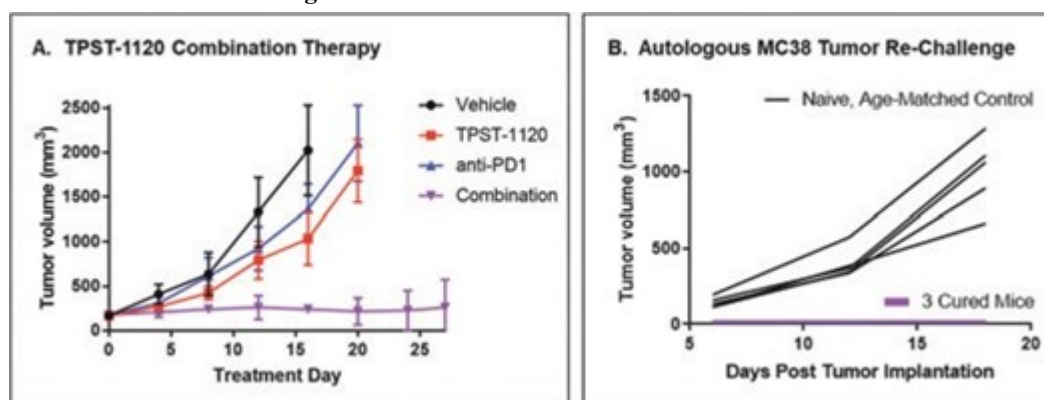 A. TPST-1120 Combination Therapy
Tumor volume (mm³)
2500
2000
1500
1000
500
0
0 5 10 15 20 25
Treatment Day
Vehicle
TPST-1120
anti-PD1
Combination
B. Autologous MC38 Tumor Re-Challenge
Tumor volume (mm³)
1500
1000
500
0
5 10 15 20
Days Post Tumor Implantation
Naive, Age-Matched Control
3 Cured Mice